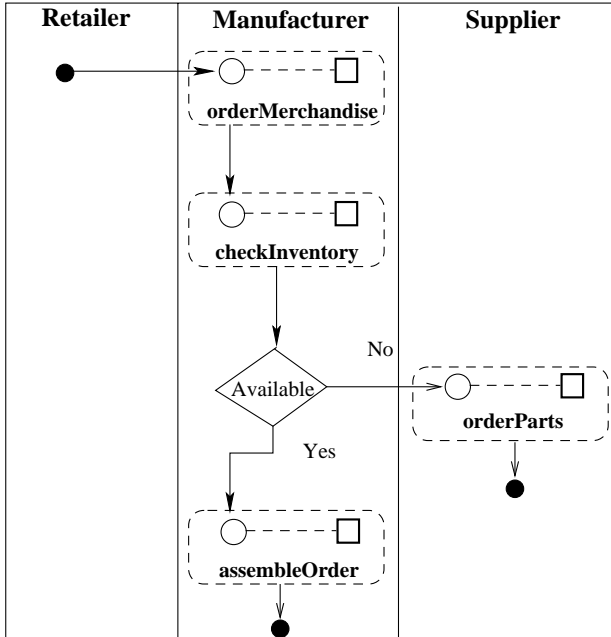 Retailer
Manufacturer
Supplier
orderMerchandise
checkInventory
No
Available
orderParts
Yes
assembleOrder